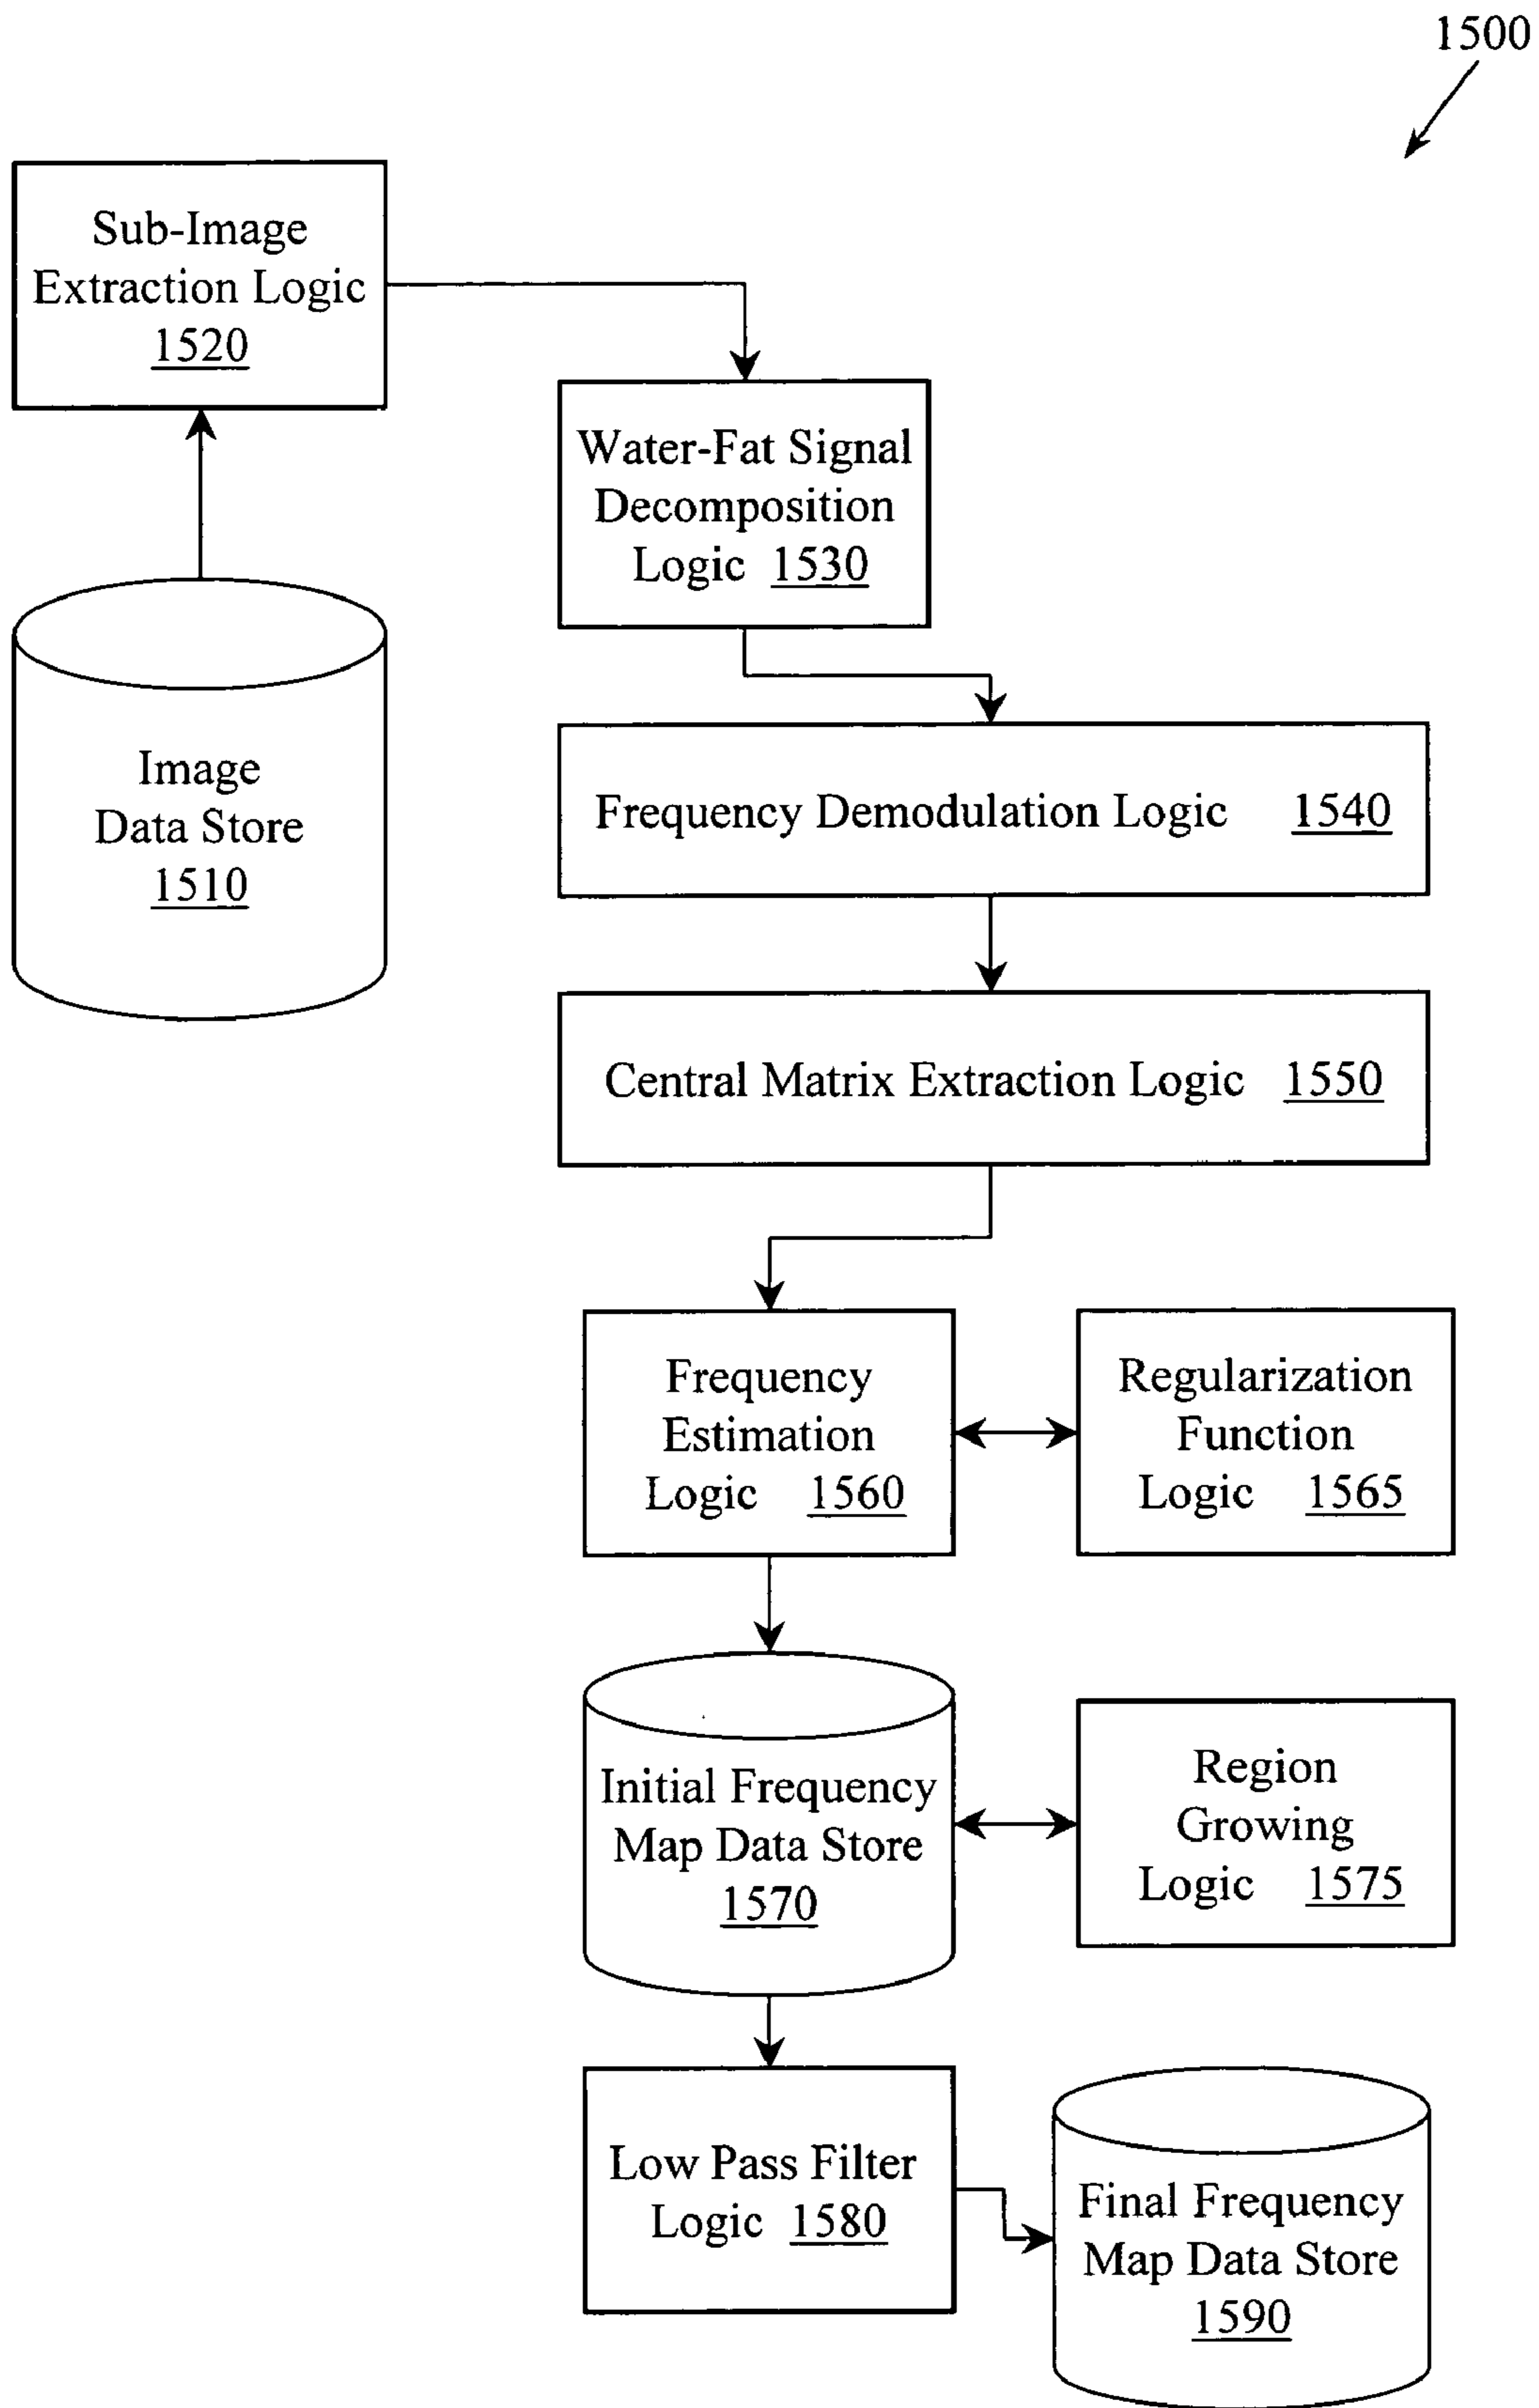 1500
Sub-Image
Extraction Logic
1520
Water-Fat Signal
Decomposition
Logic 1530
Image
Data Store
1510
Frequency Demodulation Logic 1540
Central Matrix Extraction Logic 1550
Frequency
Estimation
Logic 1560
Regularization
Function
Logic 1565
Initial Frequency
Map Data Store
1570
Region
Growing
Logic 1575
Low Pass Filter
Logic 1580
Final Frequency
Map Data Store
1590